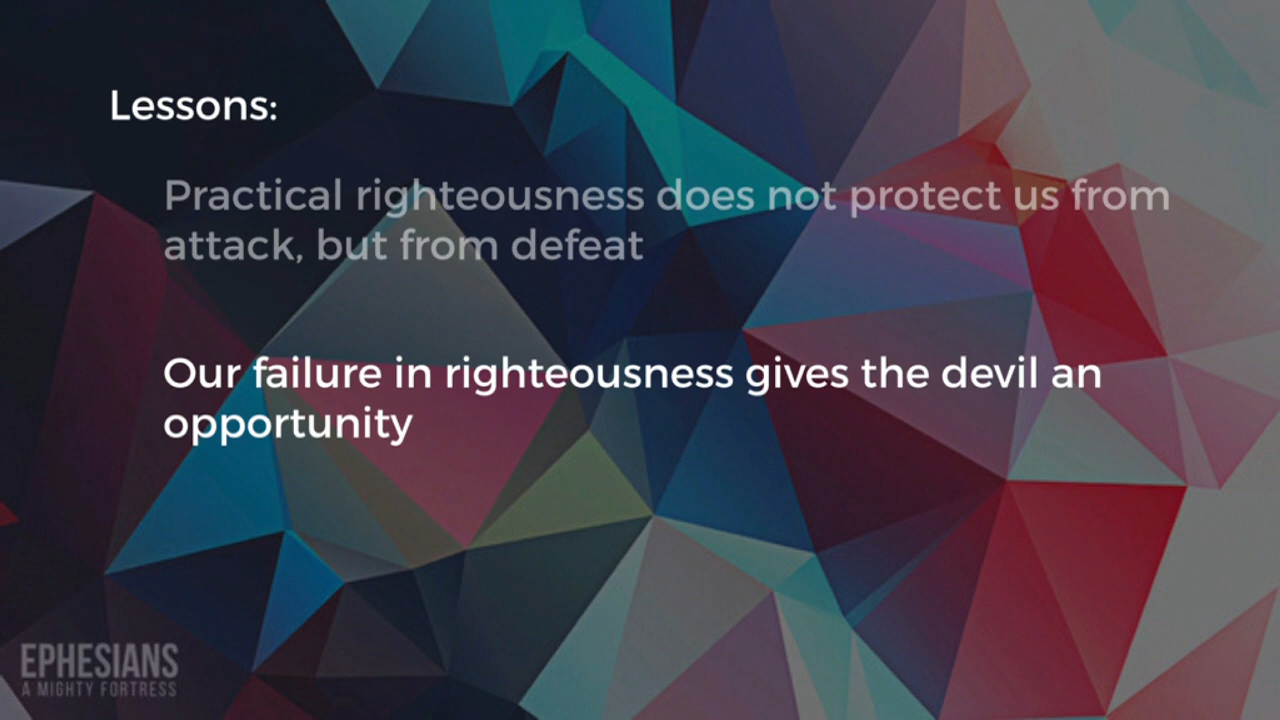 Lessons:
Practical righteousness does not protect us from
attack, but from defeat
Our failure in righteousness gives the devil an
opportunity
EPHESIANS
A MIGHTY FORTRESS